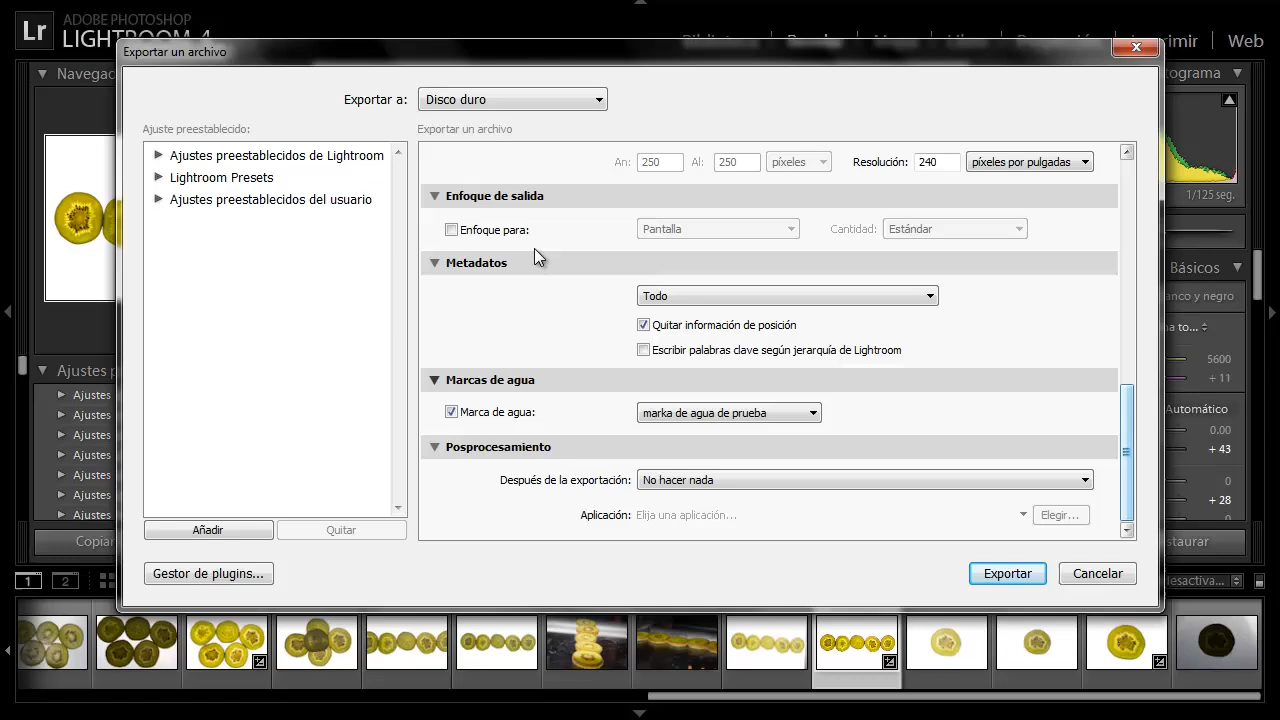 Lr
ADOBE PHOTOSHOP
LIGHTROOM 4
Web
Exportar un archivo
Exportar a: Disco duro
Ajuste preestablecido:
Exportar un archivo
Ajustes preestablecidos de Lightroom
Lightroom Presets
Ajustes preestablecidos del usuario
An: 250 Al: 250 píxeles Resolución: 240 píxeles por pulgadas
Enfoque de salida
Enfoque para: Pantalla Cantidad: Estándar
Metadatos
Todo
Quitar información de posición
Escribir palabras clave según jerarquía de Lightroom
Marcas de agua
Marca de agua: marka de agua de prueba
Posprocesamiento
Después de la exportación: No hacer nada
Aplicación: Elija una aplicación... Elegir...
Añadir Quitar
Gestor de plugins... Exportar Cancelar
Navegac
Ajustes p
Ajustes
Ajustes
Ajustes
Ajustes
Ajustes
Ajustes
Ajustes
Copiar
1 2
ograma
1/125 seg.
Básicos
anco y negro
na to...
5600
+ 11
Automático
0.00
+ 43
0
+ 28
staurar
desactiva...